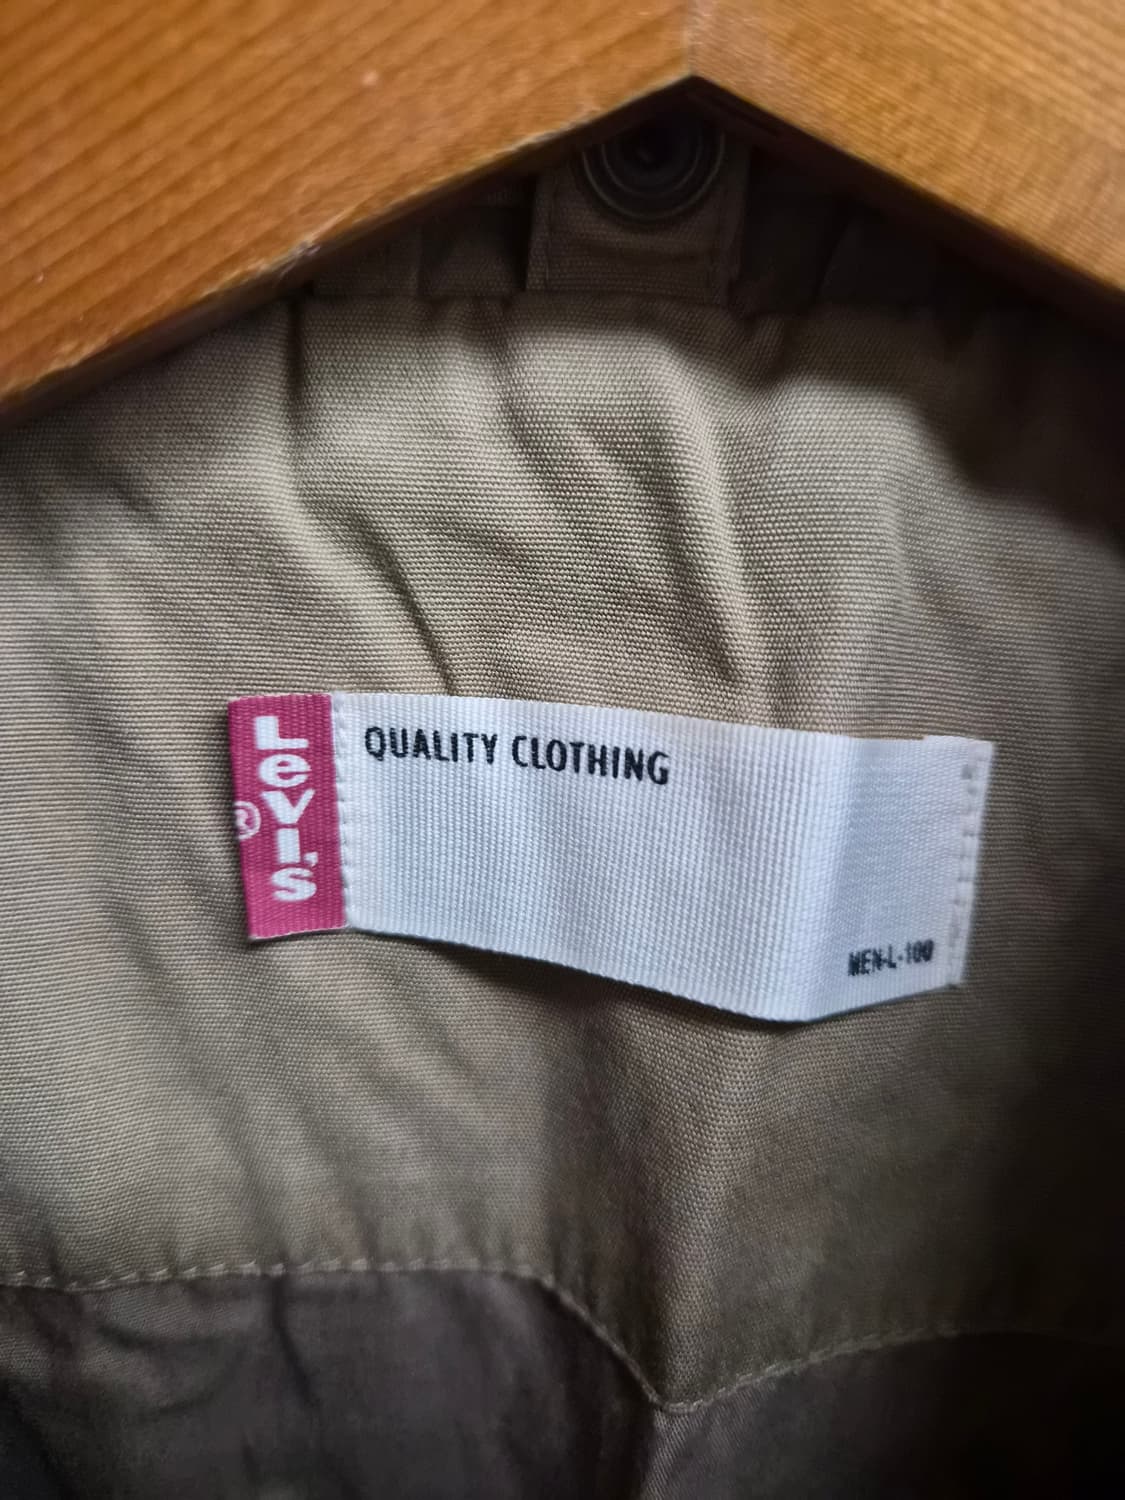 Levi's
®
QUALITY CLOTHING
MEN-L-100